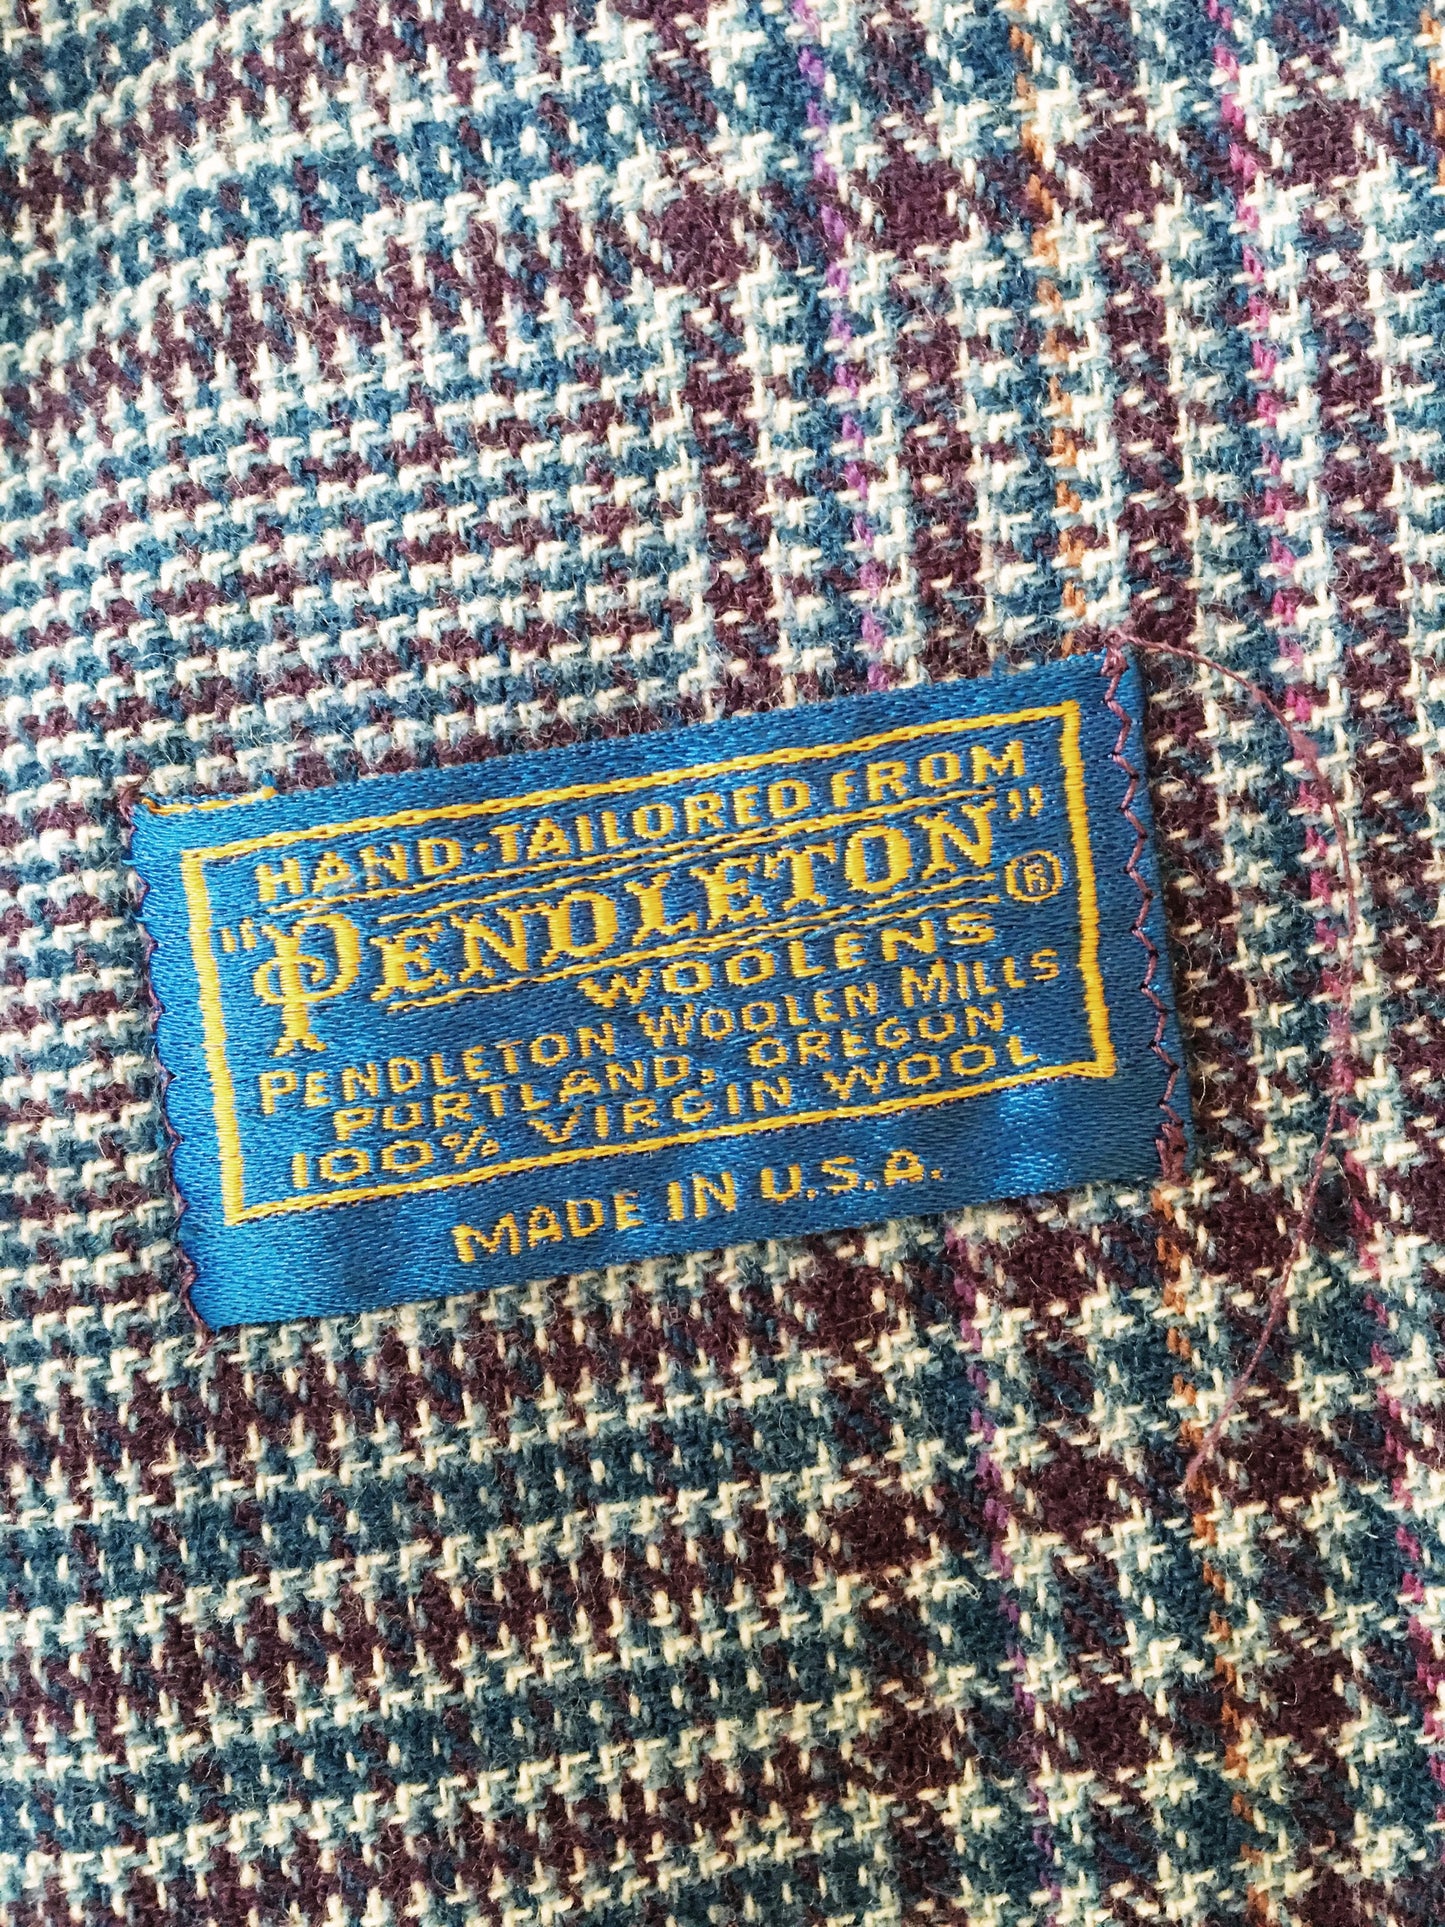 HAND-TAILORED FROM
"PENDLETON" ®
WOOLENS
PENDLETON WOOLEN MILLS
PORTLAND, OREGON
100% VIRGIN WOOL
MADE IN U.S.A.